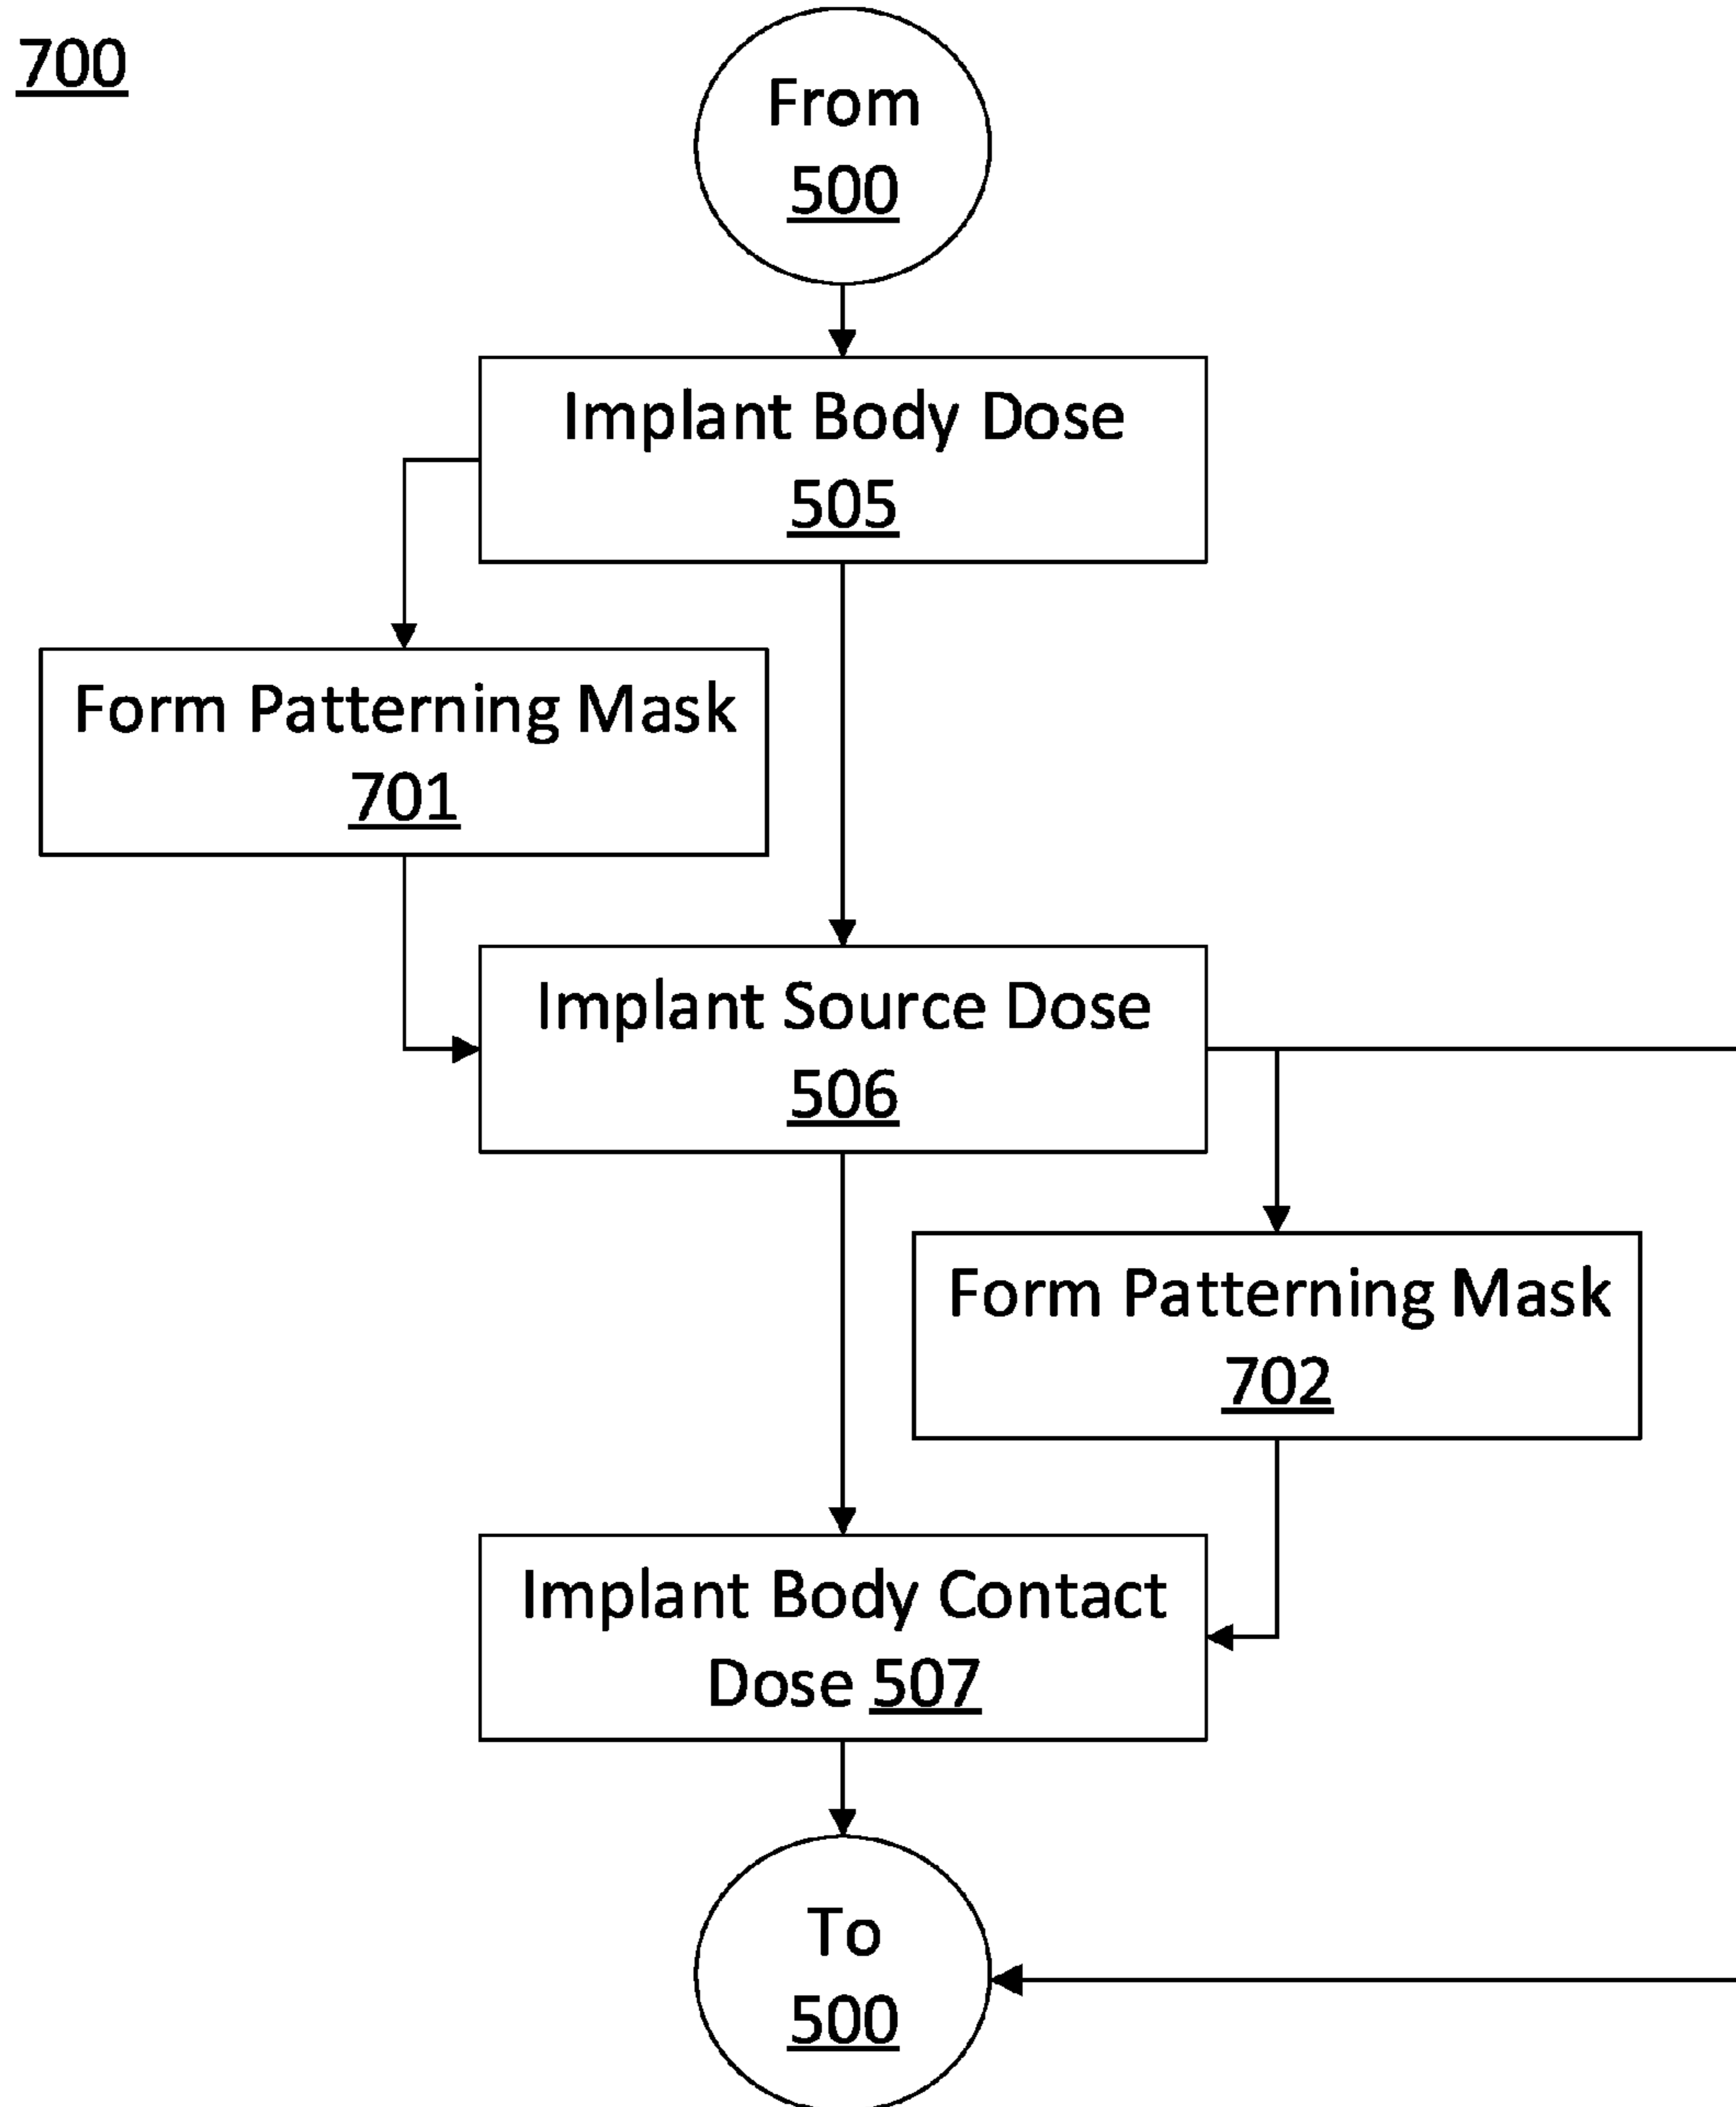 700
From
500
Implant Body Dose
505
Form Patterning Mask
701
Implant Source Dose
506
Form Patterning Mask
702
Implant Body Contact
Dose 507
To
500